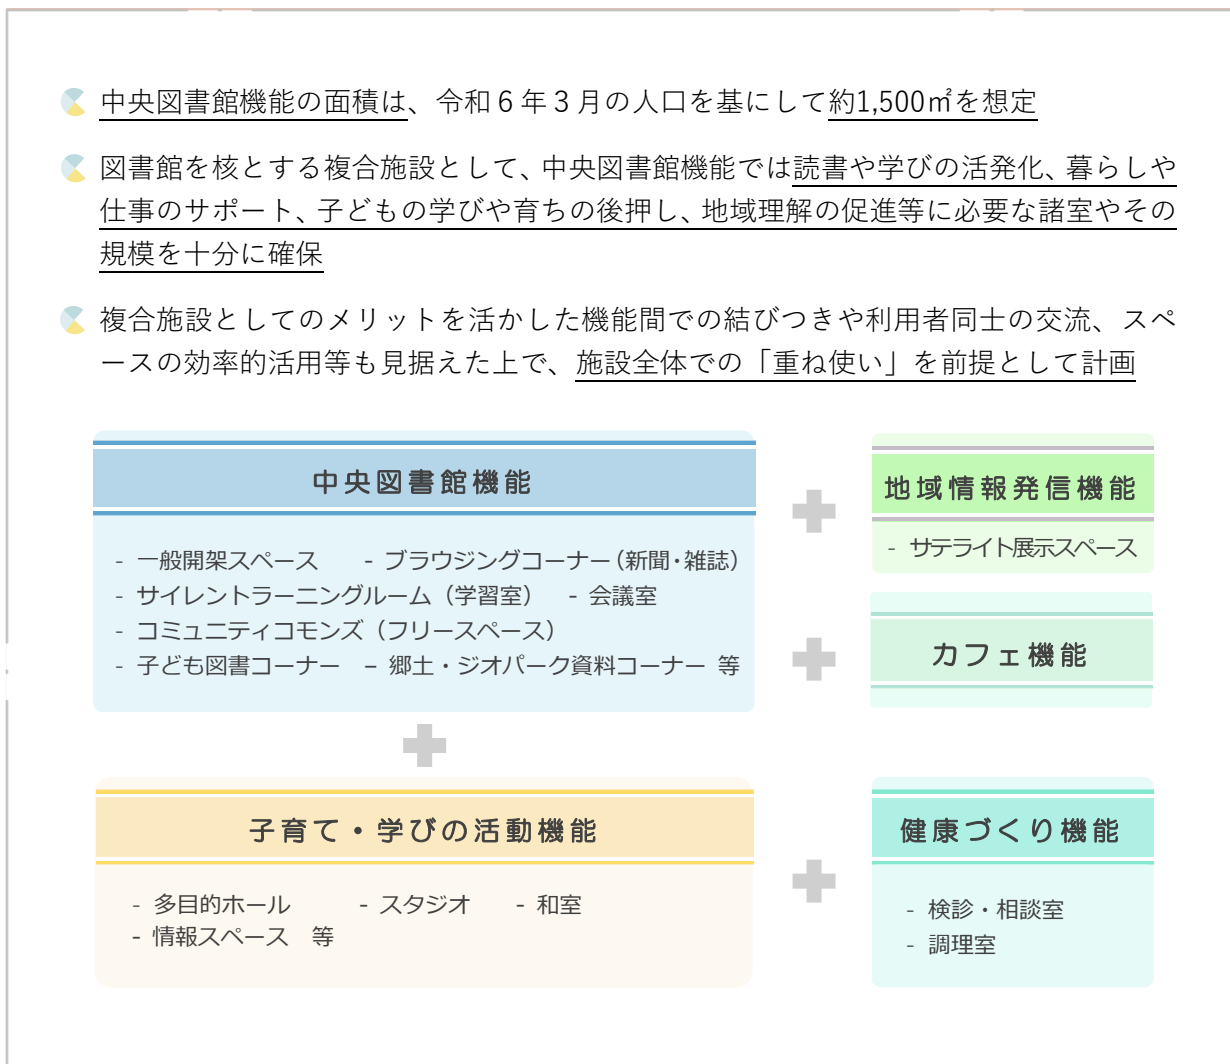 中央図書館機能の面積は、令和６年３月の人口を基にして約1,500㎡を想定
図書館を核とする複合施設として、中央図書館機能では読書や学びの活発化、暮らしや
仕事のサポート、子どもの学びや育ちの後押し、地域理解の促進等に必要な諸室やその
規模を十分に確保
複合施設としてのメリットを活かした機能間での結びつきや利用者同士の交流、スペ
ースの効率的活用等も見据えた上で、施設全体での「重ね使い」を前提として計画
中央図書館機能
- 一般開架スペース - ブラウジングコーナー（新聞・雑誌）
- サイレントラーニングルーム（学習室） - 会議室
- コミュニティコモンズ（フリースペース）
- 子ども図書コーナー – 郷土・ジオパーク資料コーナー 等
地域情報発信機能
- サテライト展示スペース
カフェ機能
子育て・学びの活動機能
- 多目的ホール - スタジオ - 和室
- 情報スペース 等
健康づくり機能
- 検診・相談室
- 調理室